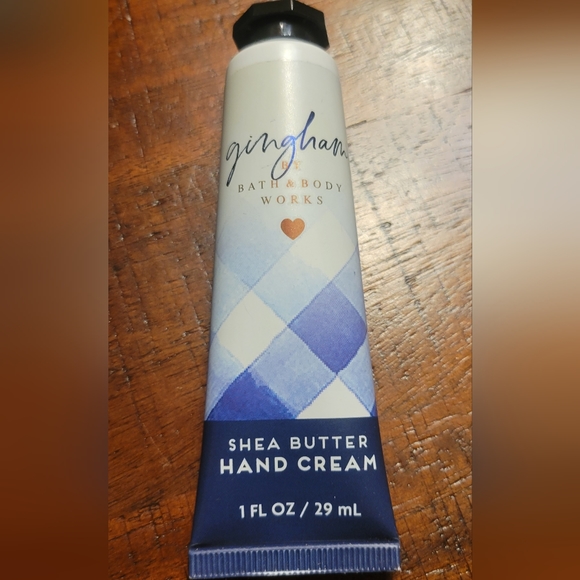 gingham
BY
BATH & BODY
WORKS
SHEA BUTTER
HAND CREAM
1 FL OZ / 29 mL